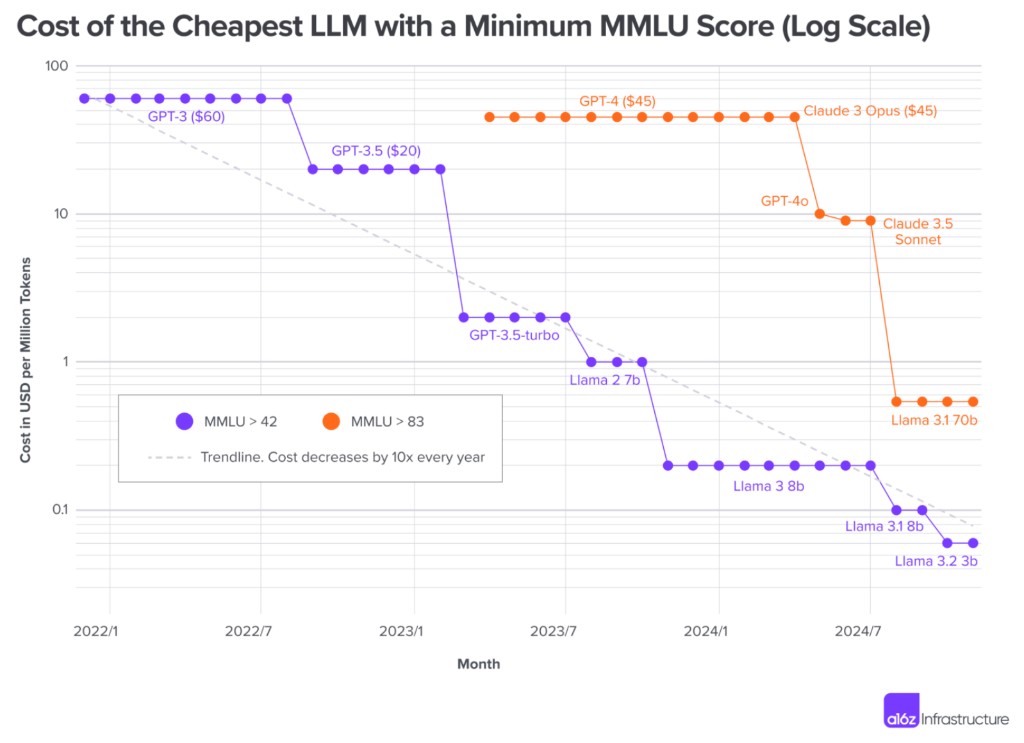 Cost of the Cheapest LLM with a Minimum MMLU Score (Log Scale)
100
GPT-3 ($60)
GPT-4 ($45)
Claude 3 Opus ($45)
GPT-3.5 ($20)
10
GPT-4o
Claude 3.5
Sonnet
Cost in USD per Million Tokens
GPT-3.5-turbo
1
Llama 2 7b
MMLU > 42
MMLU > 83
Trendline. Cost decreases by 10x every year
Llama 3.1 70b
Llama 3 8b
0.1
Llama 3.1 8b
Llama 3.2 3b
2022/1
2022/7
2023/1
2023/7
2024/1
2024/7
Month
a16z Infrastructure